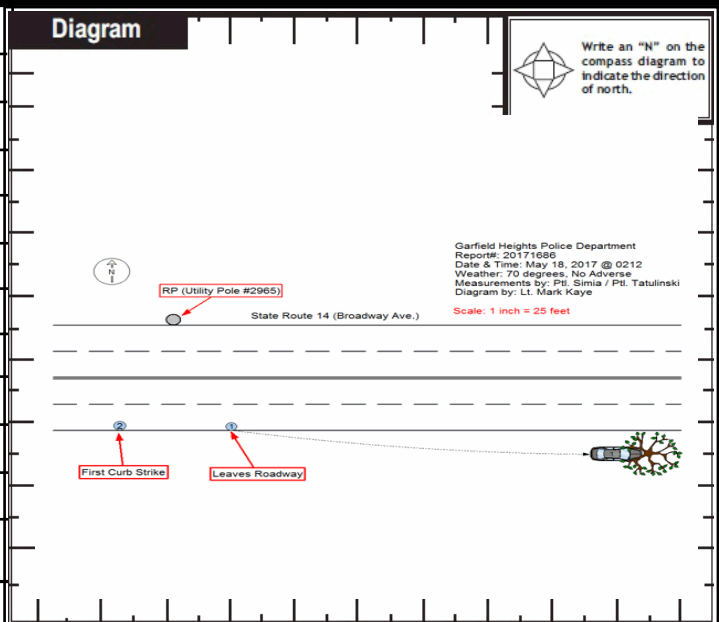 Diagram
Write an “N” on the
compass diagram to
indicate the direction
of north.
Garfield Heights Police Department
Report#: 20171686
Date & Time: May 18, 2017 @ 0212
Weather: 70 degrees, No Adverse
Measurements by: Ptl. Simia / Ptl. Tatulinski
Diagram by: Lt. Mark Kaye
Scale: 1 inch = 25 feet
N
RP (Utility Pole #2965)
State Route 14 (Broadway Ave.)
2
1
First Curb Strike
Leaves Roadway